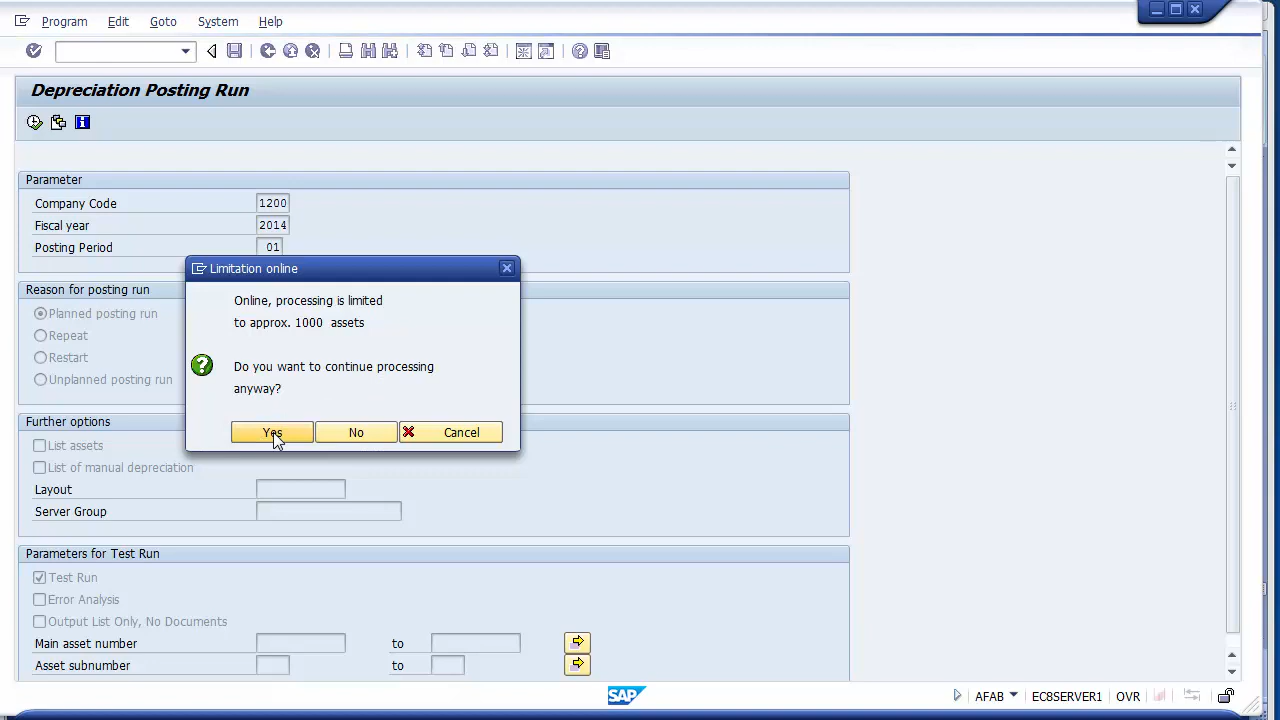 Program Edit Goto System Help
Depreciation Posting Run
Parameter
Company Code 1200
Fiscal year 2014
Posting Period 01
Limitation online
Online, processing is limited
to approx. 1000 assets
Do you want to continue processing
anyway?
Yes No Cancel
Reason for posting run
Planned posting run
Repeat
Restart
Unplanned posting run
Further options
List assets
List of manual depreciation
Layout
Server Group
Parameters for Test Run
Test Run
Error Analysis
Output List Only, No Documents
Main asset number to
Asset subnumber to
SAP AFAB ECSSERVER1 OVR